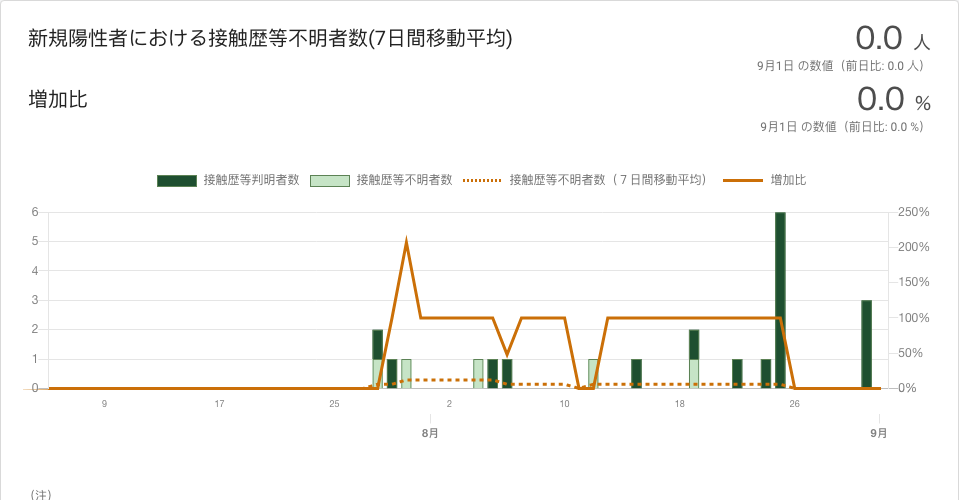 新規陽性者における接触歴等不明者数(7日間移動平均)
0.0 人
9月1日 の数値（前日比: 0.0 人）
増加比
0.0 %
9月1日 の数値（前日比: 0.0 %）
接触歴等判明者数 接触歴等不明者数 接触歴等不明者数（７日間移動平均） 増加比
6 250%
5 200%
4 150%
3 100%
2 50%
1 0%
0
9 17 25 2 10 18 26
8月 9月
（注）